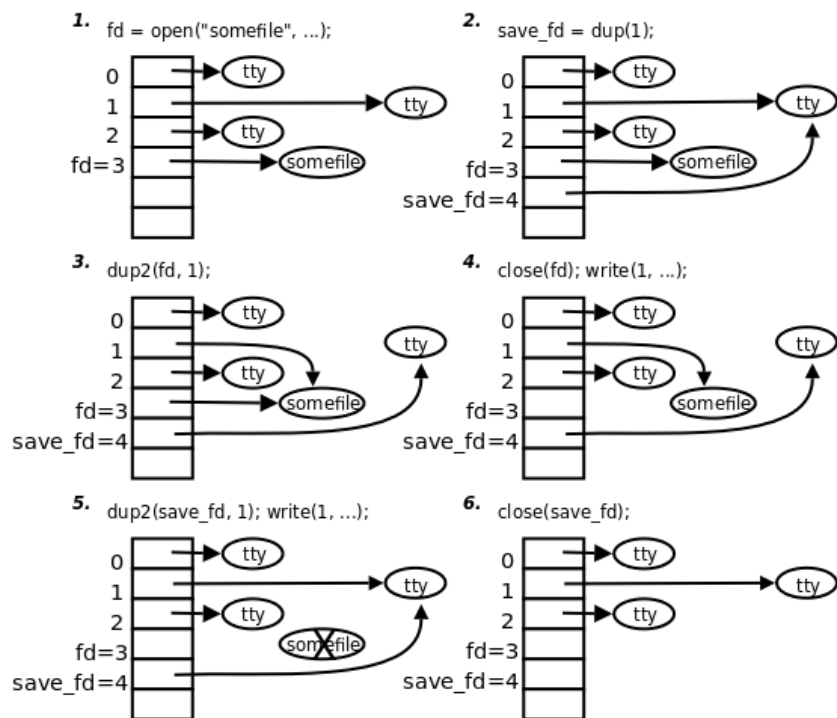 1. fd = open("somefile", ...);
0 tty
1 tty
2 tty
fd=3 somefile
2. save_fd = dup(1);
0 tty
1 tty
2 tty
fd=3 somefile
save_fd=4
3. dup2(fd, 1);
0 tty
1 tty
2 tty
fd=3 somefile
save_fd=4
4. close(fd); write(1, ...);
0 tty
1 tty
2 tty
fd=3 somefile
save_fd=4
5. dup2(save_fd, 1); write(1, ...);
0 tty
1 tty
2 tty
fd=3 somefile
save_fd=4
6. close(save_fd);
0 tty
1 tty
2 tty
fd=3
save_fd=4